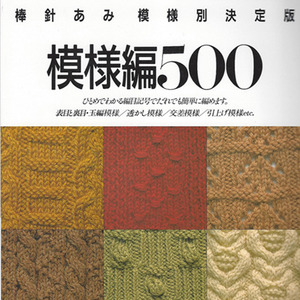 棒針あみ 模様別決定版
模様編500
ひとめでわかる編目記号でだれでも簡単に編めます。
表目と裏目・玉編模様／透かし模様／交差模様／引上げ模様etc.